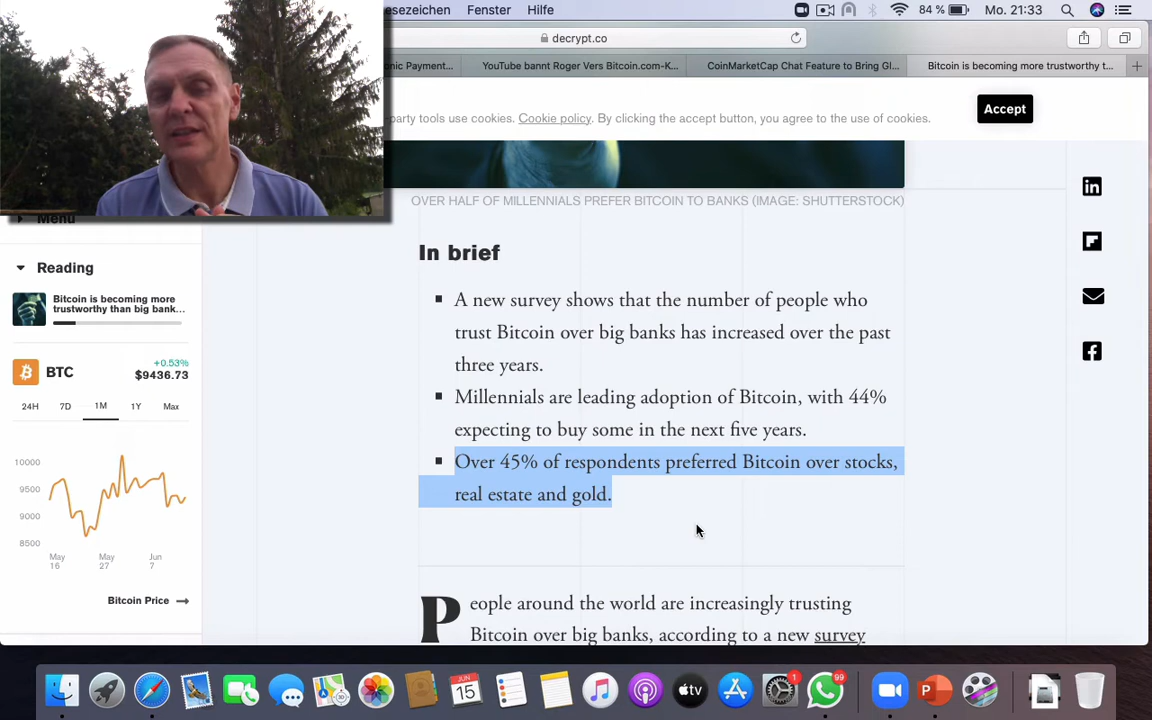 esezeichen Fenster Hilfe 84 % Mo. 21:33
decrypt.co
onic Payment... YouTube bannt Roger Vers Bitcoin.com-K... CoinMarketCap Chat Feature to Bring Gl... Bitcoin is becoming more trustworthy t...
party tools use cookies. Cookie policy. By clicking the accept button, you agree to the use of cookies.
Accept
OVER HALF OF MILLENNIALS PREFER BITCOIN TO BANKS (IMAGE: SHUTTERSTOCK)
Menu
Reading
Bitcoin is becoming more
trustworthy than big bank...
BTC
+0.53%
$9436.73
24H 7D 1M 1Y Max
10000
9500
9000
8500
May
16
May
27
Jun
7
Bitcoin Price
In brief
A new survey shows that the number of people who
trust Bitcoin over big banks has increased over the past
three years.
Millennials are leading adoption of Bitcoin, with 44%
expecting to buy some in the next five years.
Over 45% of respondents preferred Bitcoin over stocks,
real estate and gold.
People around the world are increasingly trusting
Bitcoin over big banks, according to a new survey
JUN
15
tv
1
99